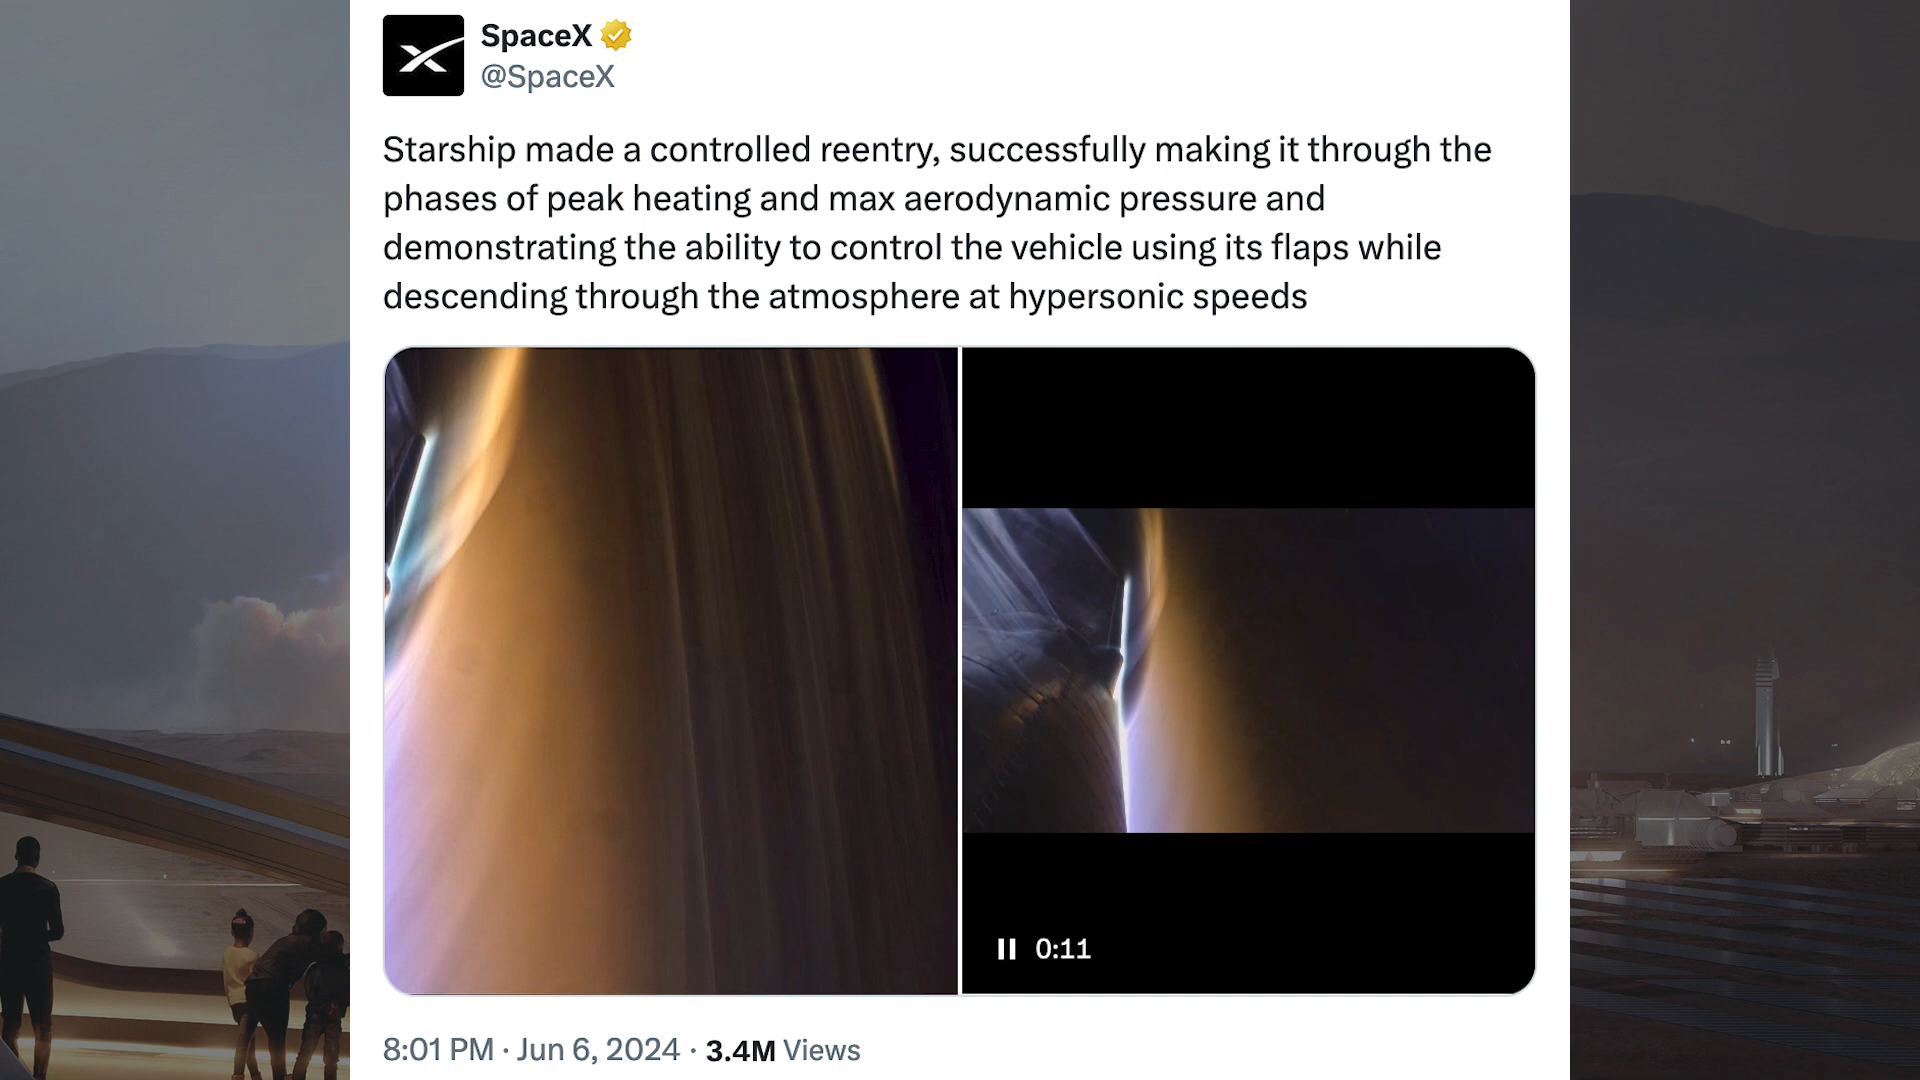 SpaceX
@SpaceX
Starship made a controlled reentry, successfully making it through the
phases of peak heating and max aerodynamic pressure and
demonstrating the ability to control the vehicle using its flaps while
descending through the atmosphere at hypersonic speeds
0:11
8:01 PM · Jun 6, 2024 · 3.4M Views